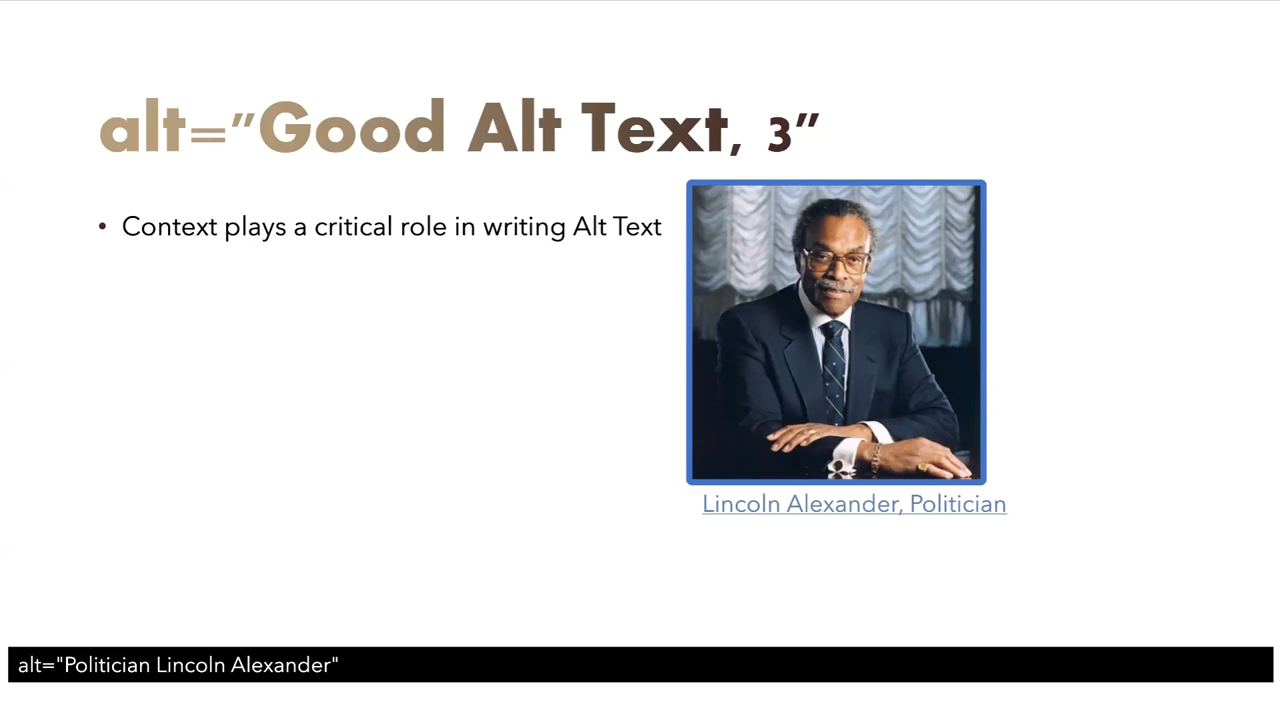 alt=”Good Alt Text, 3”
• Context plays a critical role in writing Alt Text
Lincoln Alexander, Politician
alt="Politician Lincoln Alexander"